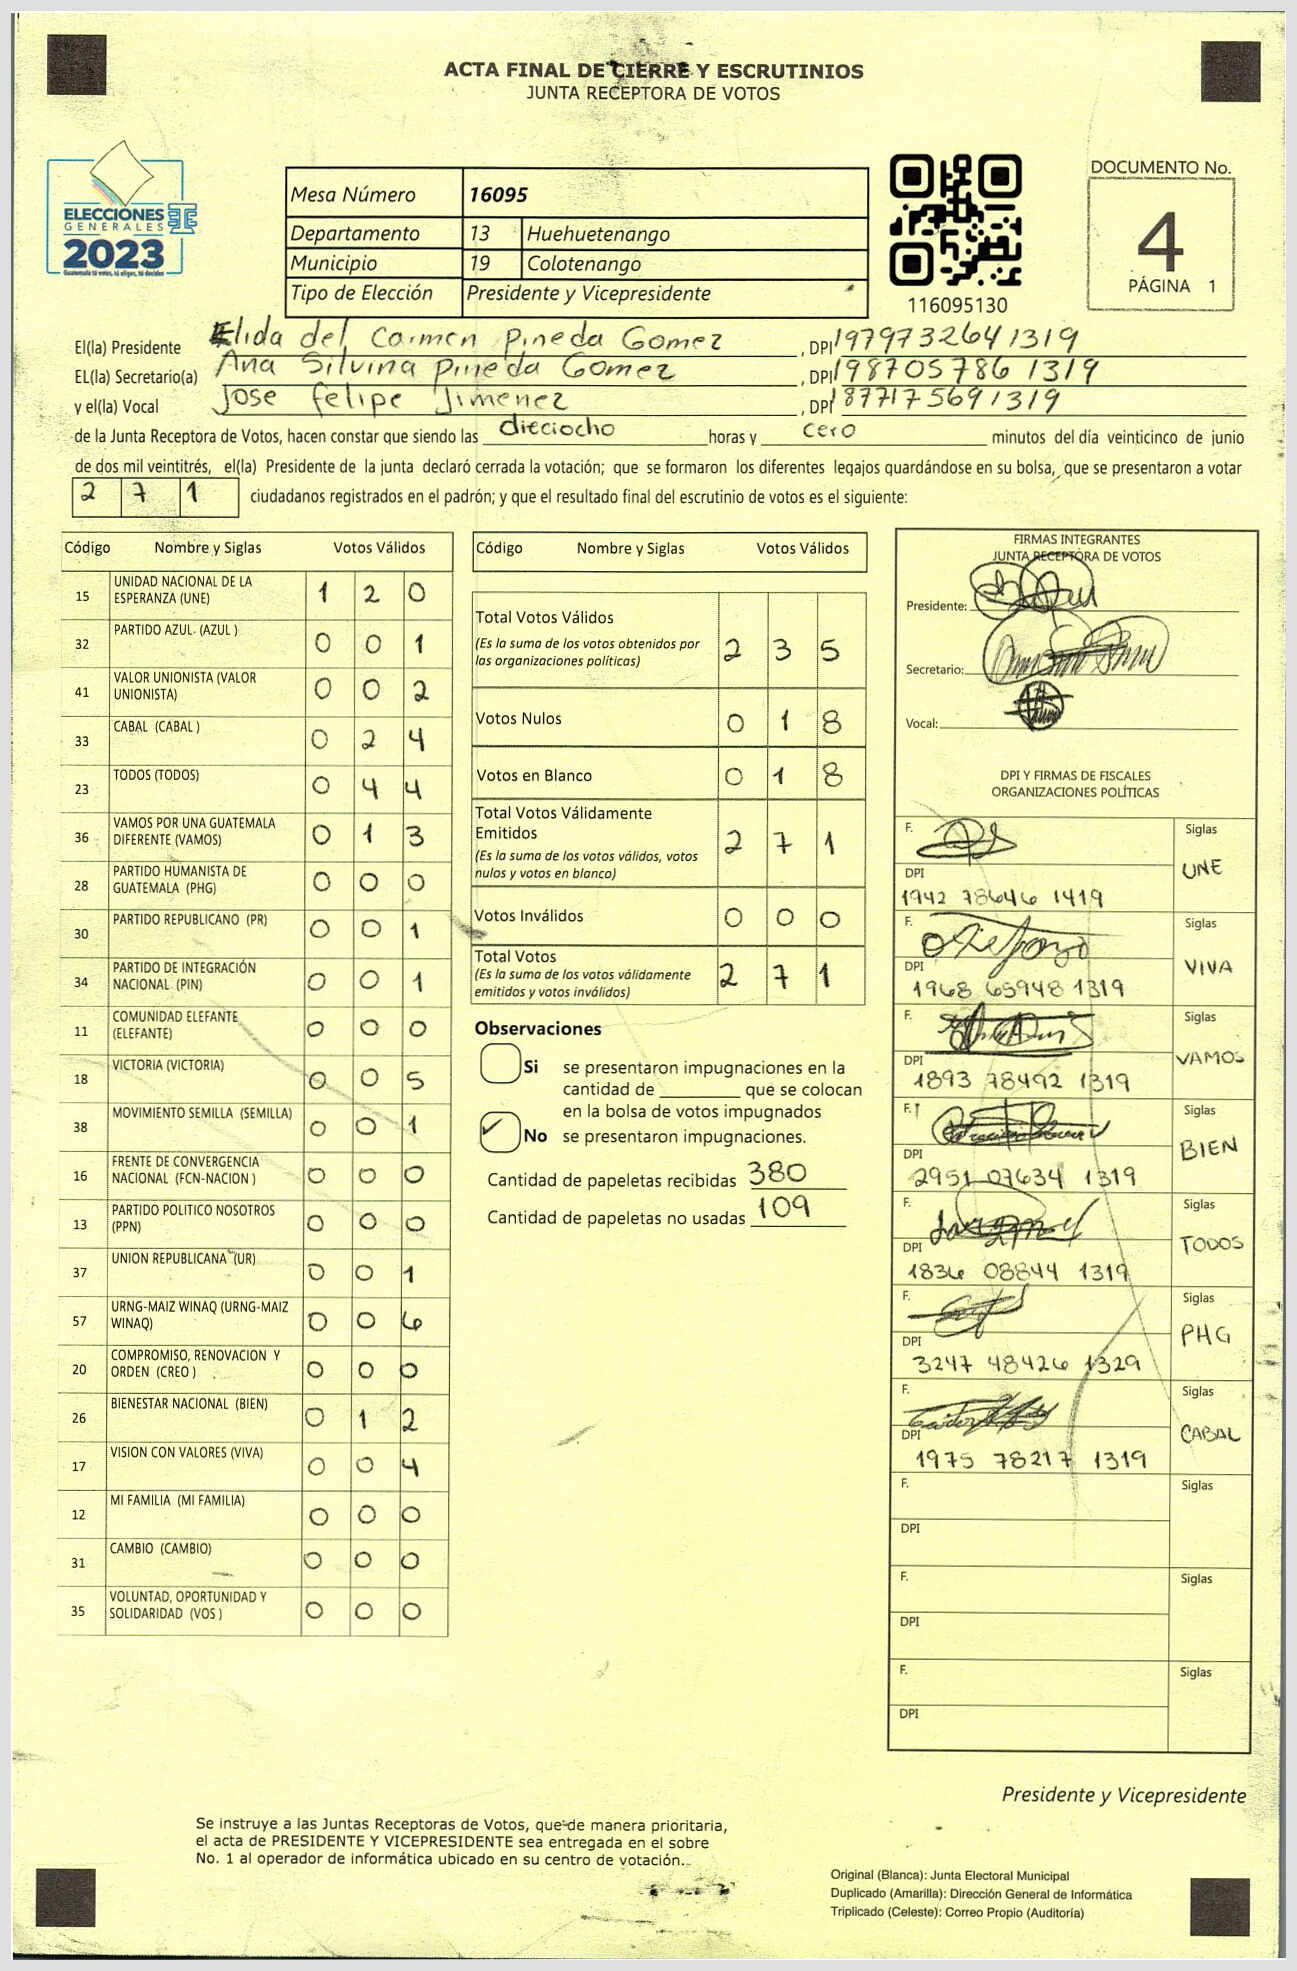 ACTA FINAL DE CIERRE Y ESCRUTINIOS
JUNTA RECEPTORA DE VOTOS
ELECCIONES
GENERALES
2023
Guatemala tú votas, tú eliges, tú decides
Mesa Número 16095
Departamento 13 Huehuetenango
Municipio 19 Colotenango
Tipo de Elección Presidente y Vicepresidente
116095130
DOCUMENTO No.
4
PÁGINA 1
El(la) Presidente Elida del Carmen Pineda Gomez, DPI 1979732641319
EL(la) Secretario(a) Ana Silvina Pineda Gomez, DPI 1987057861319
y el(la) Vocal Jose Felipe Jimenez, DPI 1877175691319
de la Junta Receptora de Votos, hacen constar que siendo las dieciocho horas y cero minutos del día veinticinco de junio
de dos mil veintitrés, el(la) Presidente de la junta declaró cerrada la votación; que se formaron los diferentes legajos guardándose en su bolsa, que se presentaron a votar
2 7 1 ciudadanos registrados en el padrón; y que el resultado final del escrutinio de votos es el siguiente:
Código Nombre y Siglas Votos Válidos
15 UNIDAD NACIONAL DE LA ESPERANZA (UNE) 1 2 0
32 PARTIDO AZUL (AZUL ) 0 0 1
41 VALOR UNIONISTA (VALOR UNIONISTA) 0 0 2
33 CABAL (CABAL ) 0 2 4
23 TODOS (TODOS) 0 4 4
36 VAMOS POR UNA GUATEMALA DIFERENTE (VAMOS) 0 1 3
28 PARTIDO HUMANISTA DE GUATEMALA (PHG) 0 0 0
30 PARTIDO REPUBLICANO (PR) 0 0 1
34 PARTIDO DE INTEGRACIÓN NACIONAL (PIN) 0 0 1
11 COMUNIDAD ELEFANTE (ELEFANTE) 0 0 0
18 VICTORIA (VICTORIA) 0 0 5
38 MOVIMIENTO SEMILLA (SEMILLA) 0 0 1
16 FRENTE DE CONVERGENCIA NACIONAL (FCN-NACION ) 0 0 0
13 PARTIDO POLITICO NOSOTROS (PPN) 0 0 0
37 UNION REPUBLICANA (UR) 0 0 1
57 URNG-MAIZ WINAQ (URNG-MAIZ WINAQ) 0 0 6
20 COMPROMISO, RENOVACION Y ORDEN (CREO ) 0 0 0
26 BIENESTAR NACIONAL (BIEN) 0 1 2
17 VISION CON VALORES (VIVA) 0 0 4
12 MI FAMILIA (MI FAMILIA) 0 0 0
31 CAMBIO (CAMBIO) 0 0 0
35 VOLUNTAD, OPORTUNIDAD Y SOLIDARIDAD (VOS ) 0 0 0
Código Nombre y Siglas Votos Válidos
Total Votos Válidos
(Es la suma de los votos obtenidos por
las organizaciones políticas) 2 3 5
Votos Nulos 0 1 8
Votos en Blanco 0 1 8
Total Votos Válidamente
Emitidos
(Es la suma de los votos válidos, votos
nulos y votos en blanco) 2 7 1
Votos Inválidos 0 0 0
Total Votos
(Es la suma de los votos válidamente
emitidos y votos inválidos) 2 7 1
Observaciones
Si se presentaron impugnaciones en la
cantidad de ________ que se colocan
en la bolsa de votos impugnados
No se presentaron impugnaciones.
Cantidad de papeletas recibidas 380
Cantidad de papeletas no usadas 109
FIRMAS INTEGRANTES
JUNTA RECEPTORA DE VOTOS
Presidente:
Secretario:
Vocal:
DPI Y FIRMAS DE FISCALES
ORGANIZACIONES POLÍTICAS
F. Siglas
UNE
DPI
1942 78646 1419
F. Siglas
VIVA
DPI
1968 65948 1319
F. Siglas
VAMOS
DPI
1893 78492 1319
F. Siglas
BIEN
DPI
2951 07634 1319
F. Siglas
TODOS
DPI
1836 08844 1319
F. Siglas
PHG
DPI
3247 48426 1329
F. Siglas
CABAL
DPI
1975 78217 1319
F. Siglas
DPI
F. Siglas
DPI
F. Siglas
DPI
Presidente y Vicepresidente
Se instruye a las Juntas Receptoras de Votos, que de manera prioritaria,
el acta de PRESIDENTE Y VICEPRESIDENTE sea entregada en el sobre
No. 1 al operador de informática ubicado en su centro de votación.
Original (Blanca): Junta Electoral Municipal
Duplicado (Amarilla): Dirección General de Informática
Triplicado (Celeste): Correo Propio (Auditoría)